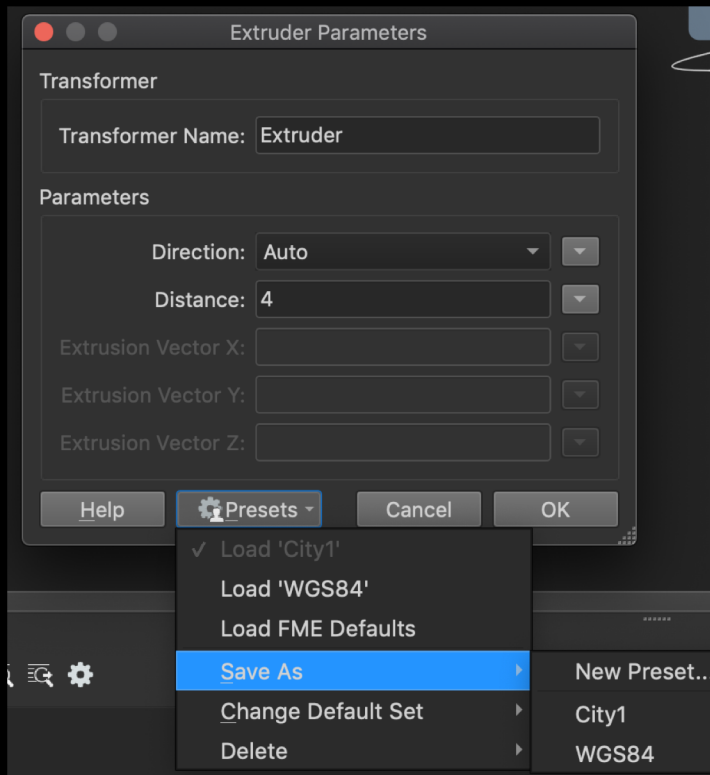 Extruder Parameters
Transformer
Transformer Name: Extruder
Parameters
Direction: Auto
Distance: 4
Extrusion Vector X:
Extrusion Vector Y:
Extrusion Vector Z:
Help Presets Cancel OK
✓ Load 'City1'
Load 'WGS84'
Load FME Defaults
Save As New Preset...
Change Default Set City1
Delete WGS84